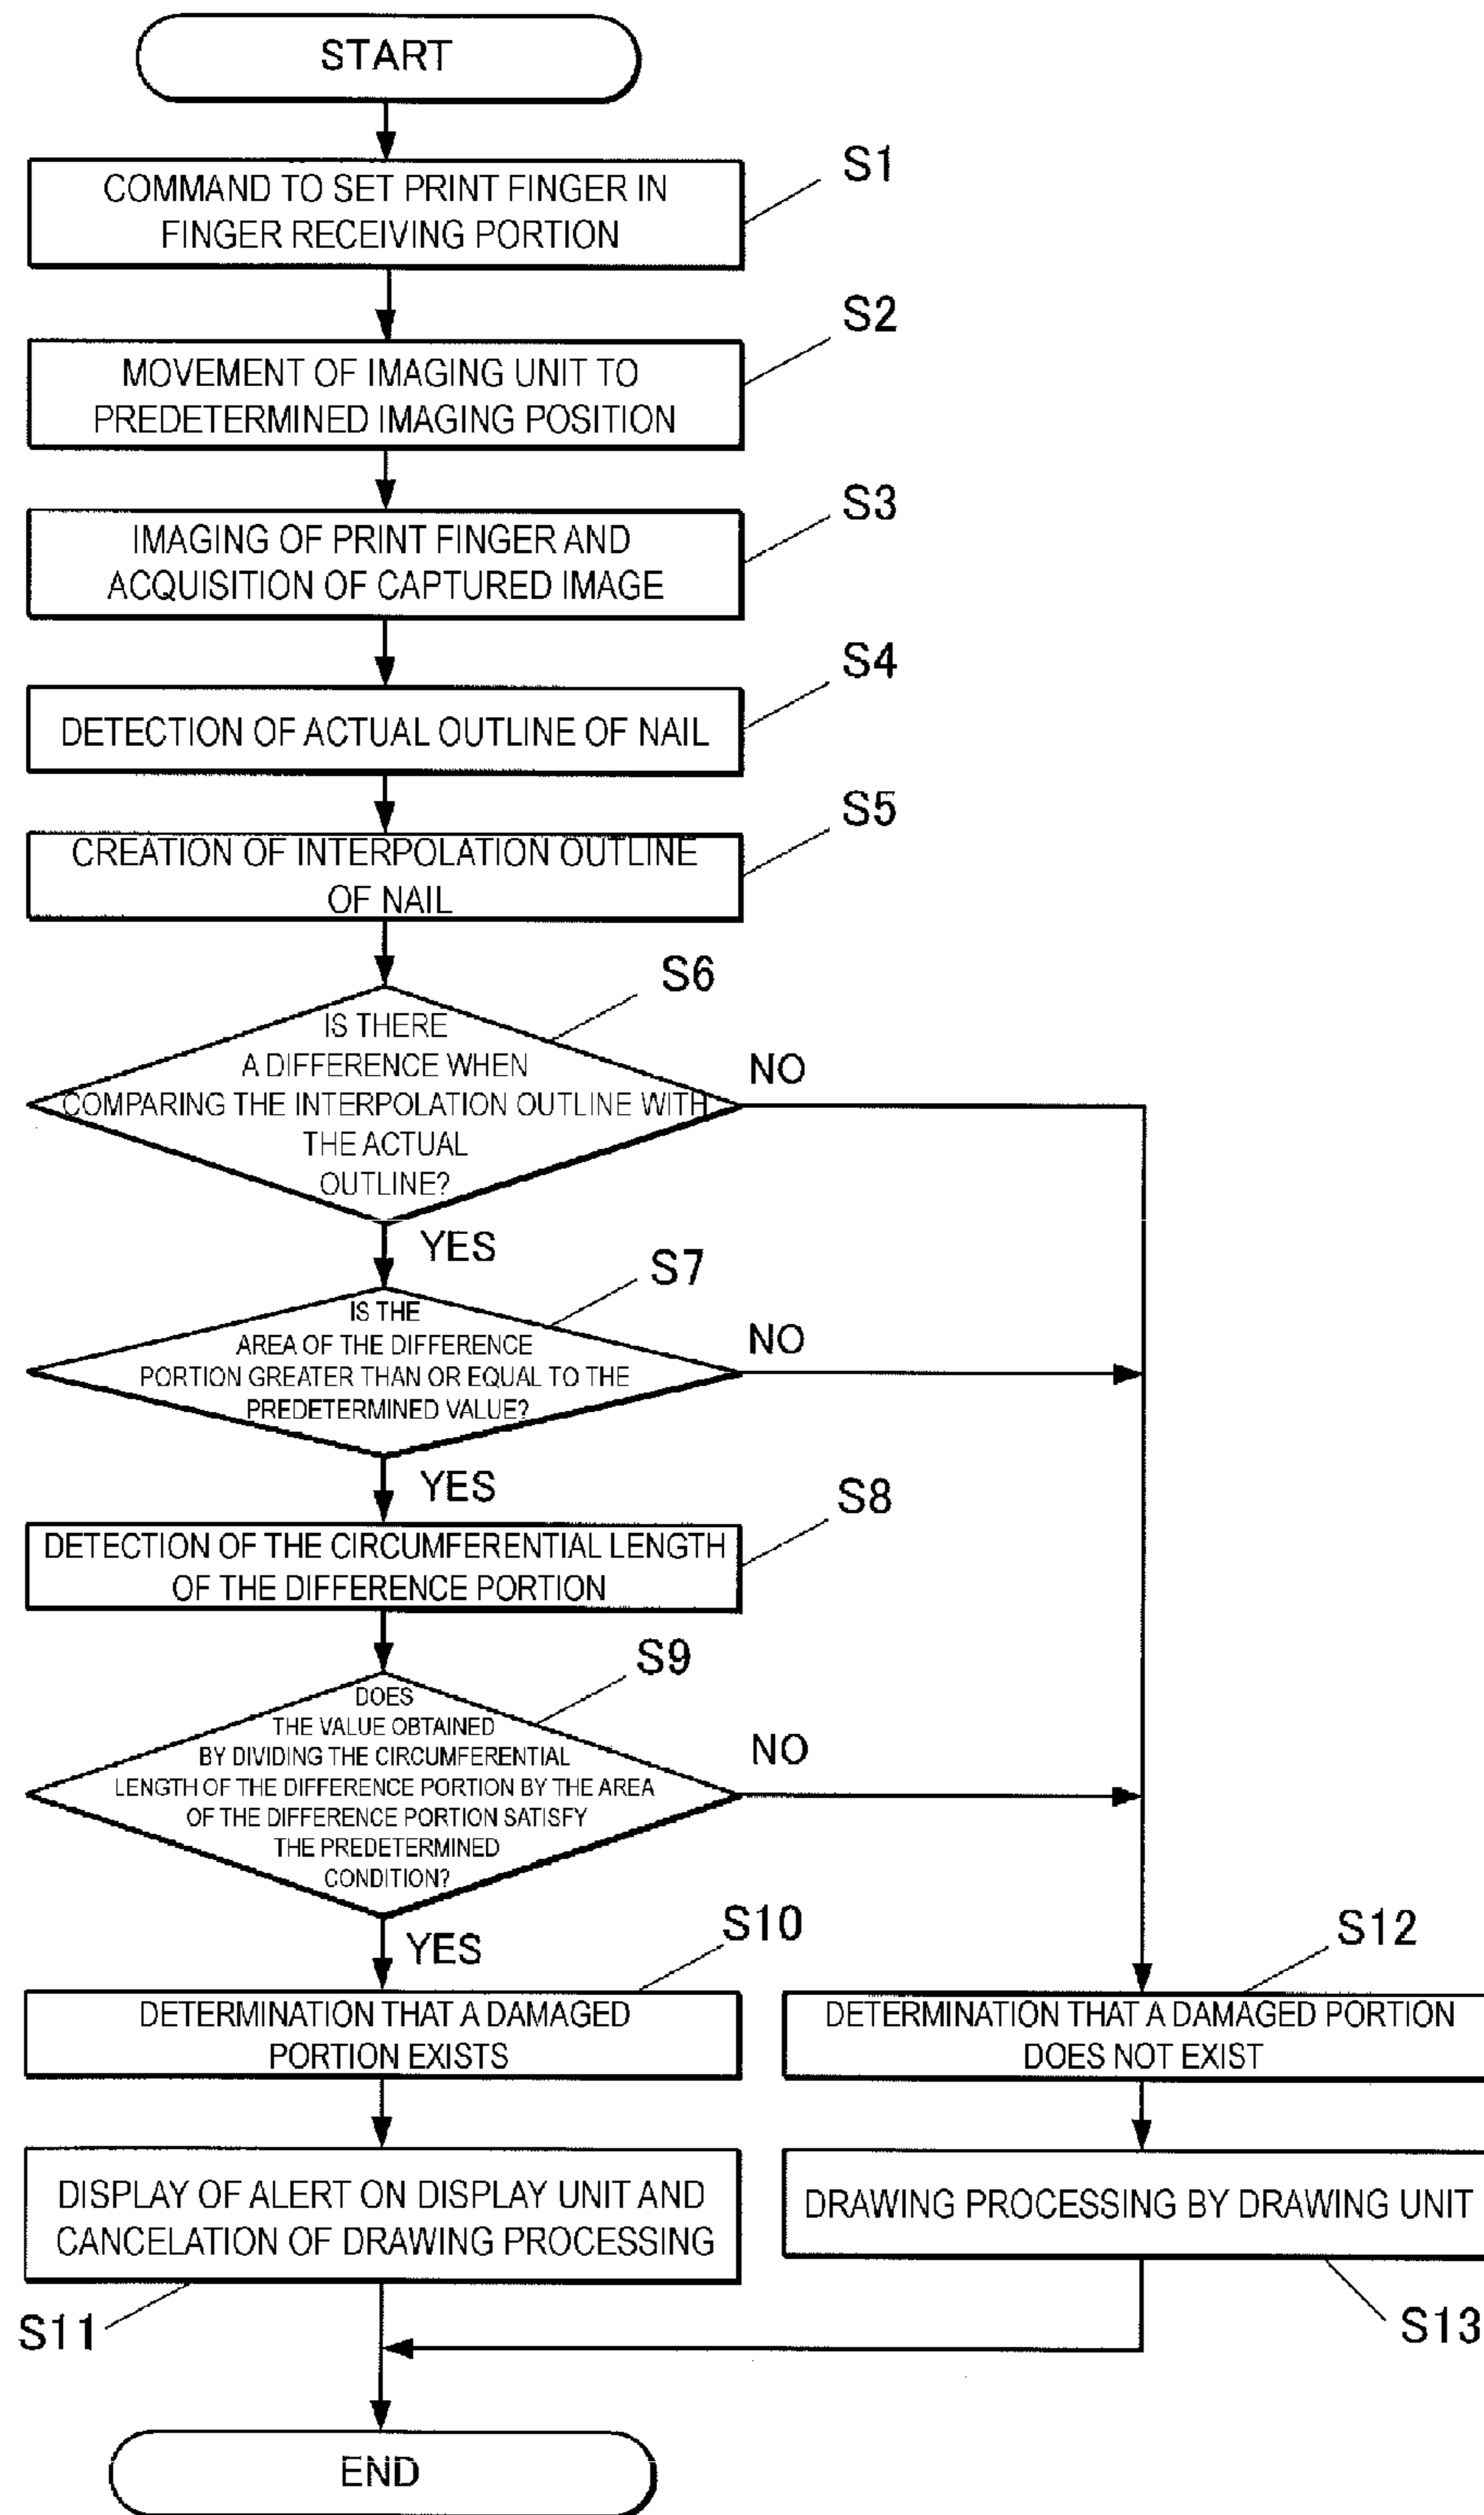 START
S1
COMMAND TO SET PRINT FINGER IN
FINGER RECEIVING PORTION
S2
MOVEMENT OF IMAGING UNIT TO
PREDETERMINED IMAGING POSITION
S3
IMAGING OF PRINT FINGER AND
ACQUISITION OF CAPTURED IMAGE
S4
DETECTION OF ACTUAL OUTLINE OF NAIL
S5
CREATION OF INTERPOLATION OUTLINE
OF NAIL
S6
IS THERE
A DIFFERENCE WHEN
COMPARING THE INTERPOLATION OUTLINE WITH
THE ACTUAL
OUTLINE?
NO
YES
S7
IS THE
AREA OF THE DIFFERENCE
PORTION GREATER THAN OR EQUAL TO THE
PREDETERMINED VALUE?
NO
YES
S8
DETECTION OF THE CIRCUMFERENTIAL LENGTH
OF THE DIFFERENCE PORTION
S9
DOES
THE VALUE OBTAINED
BY DIVIDING THE CIRCUMFERENTIAL
LENGTH OF THE DIFFERENCE PORTION BY THE AREA
OF THE DIFFERENCE PORTION SATISFY
THE PREDETERMINED
CONDITION?
NO
YES
S10
DETERMINATION THAT A DAMAGED
PORTION EXISTS
S12
DETERMINATION THAT A DAMAGED PORTION
DOES NOT EXIST
DISPLAY OF ALERT ON DISPLAY UNIT AND
CANCELATION OF DRAWING PROCESSING
S11
DRAWING PROCESSING BY DRAWING UNIT
S13
END